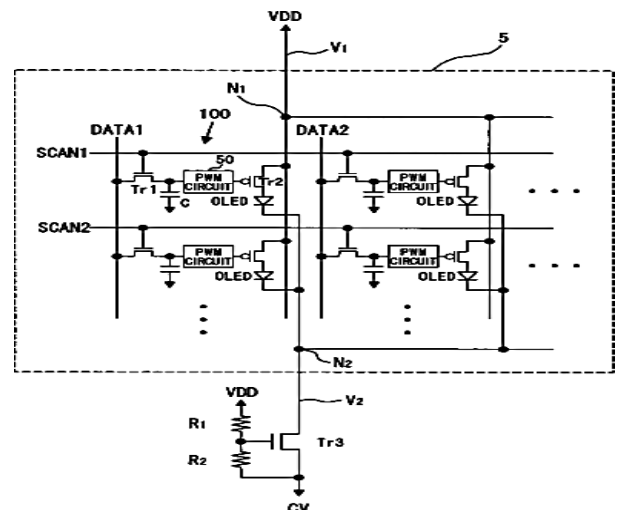 VDD
V1
5
N1
100
DATA1
DATA2
SCAN1
50
Tr1
C
PWM CIRCUIT
Tr2
OLED
PWM CIRCUIT
OLED
SCAN2
PWM CIRCUIT
OLED
PWM CIRCUIT
OLED
N2
VDD
V2
R1
Tr3
R2
CV